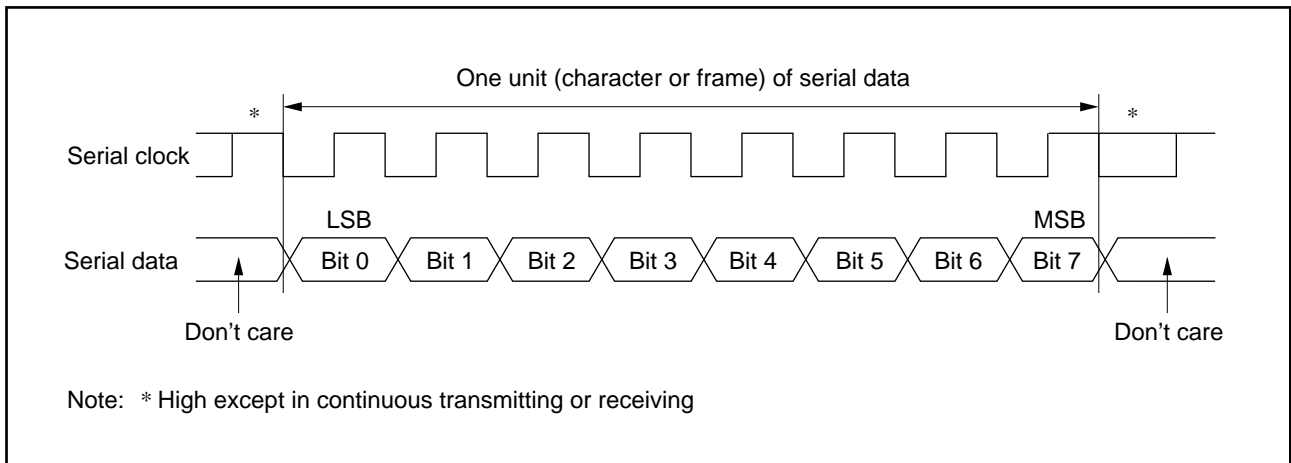 One unit (character or frame) of serial data
* *
Serial clock
LSB MSB
Serial data Bit 0 Bit 1 Bit 2 Bit 3 Bit 4 Bit 5 Bit 6 Bit 7
Don’t care Don’t care
Note: * High except in continuous transmitting or receiving